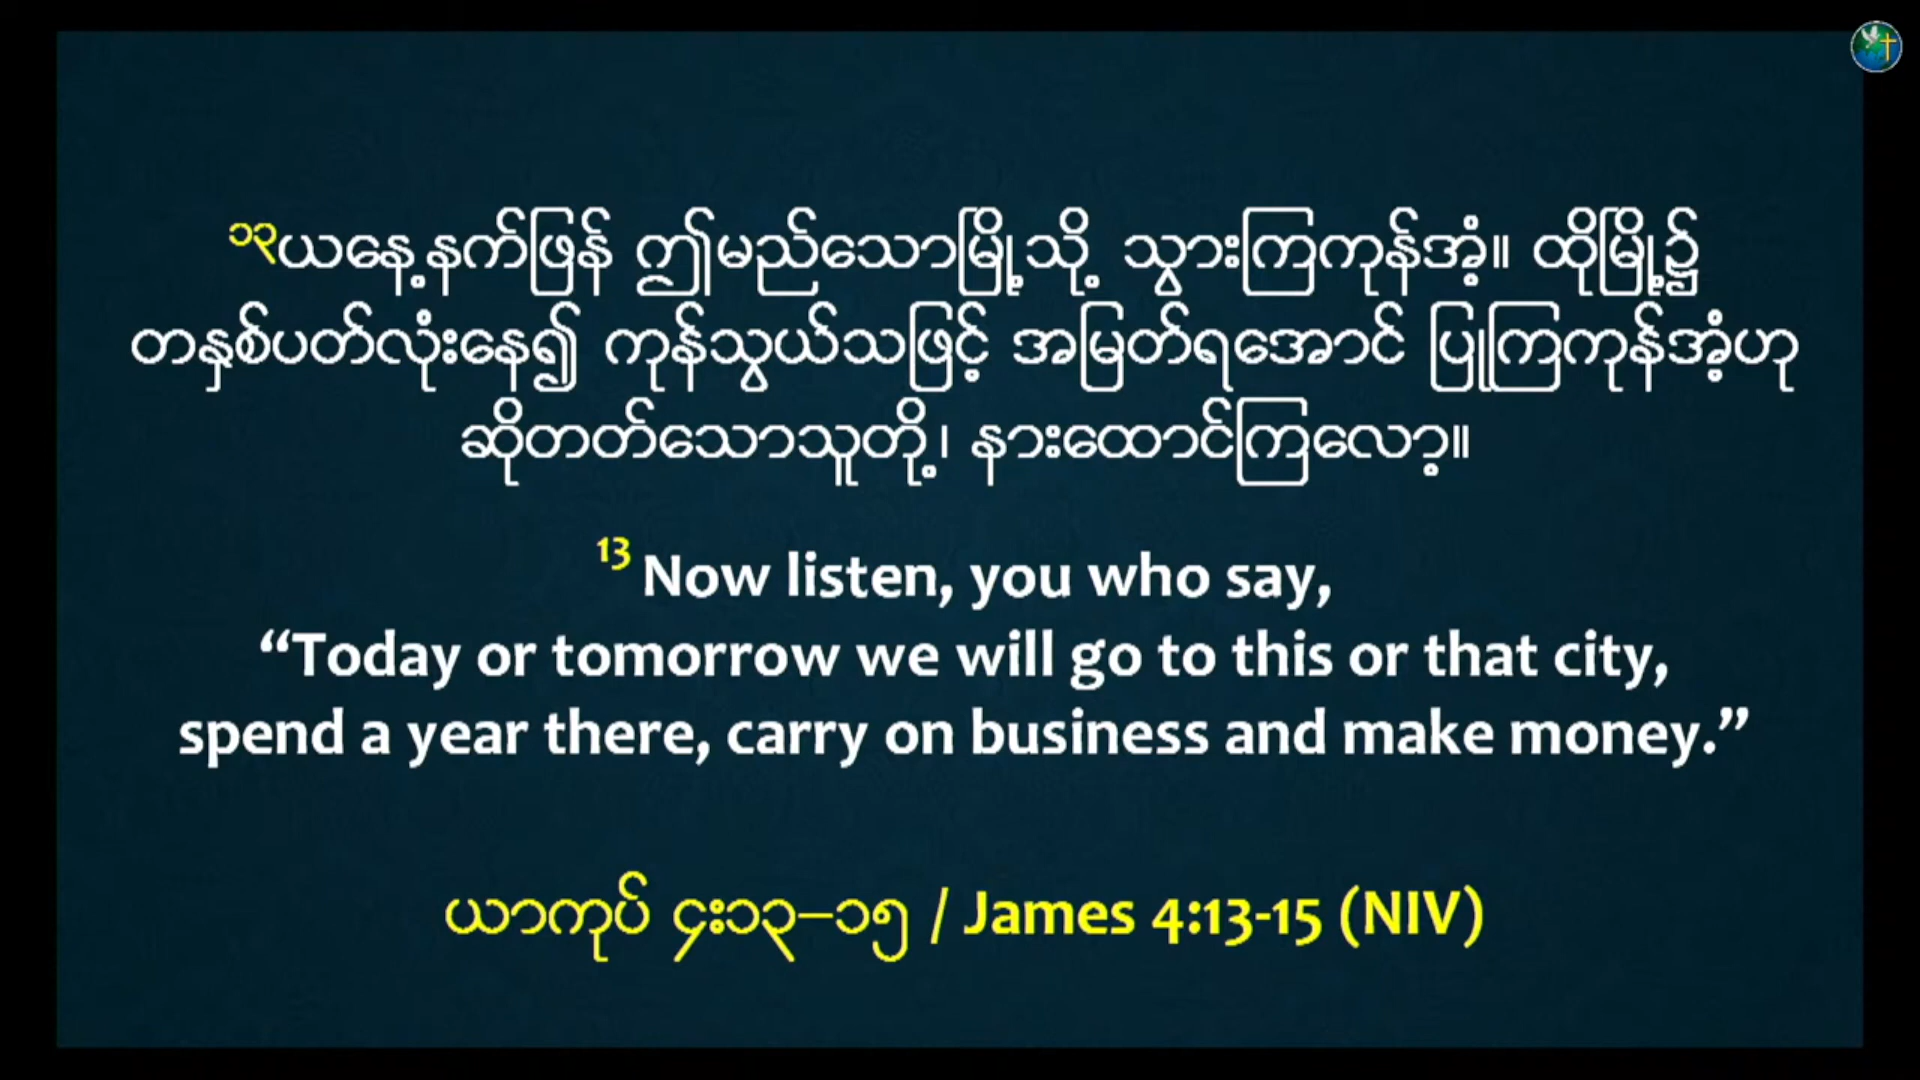 ၁၃ယနေ့နက်ဖြန် ဤမည်သောမြို့သို့ သွားကြကုန်အံ့။ ထိုမြို့၌
တနှစ်ပတ်လုံးနေ၍ ကုန်သွယ်သဖြင့် အမြတ်ရအောင် ပြုကြကုန်အံ့ဟု
ဆိုတတ်သောသူတို့၊ နားထောင်ကြလော့။
13 Now listen, you who say,
“Today or tomorrow we will go to this or that city,
spend a year there, carry on business and make money.”
ယာကုပ် ၄း၁၃–၁၅ / James 4:13-15 (NIV)